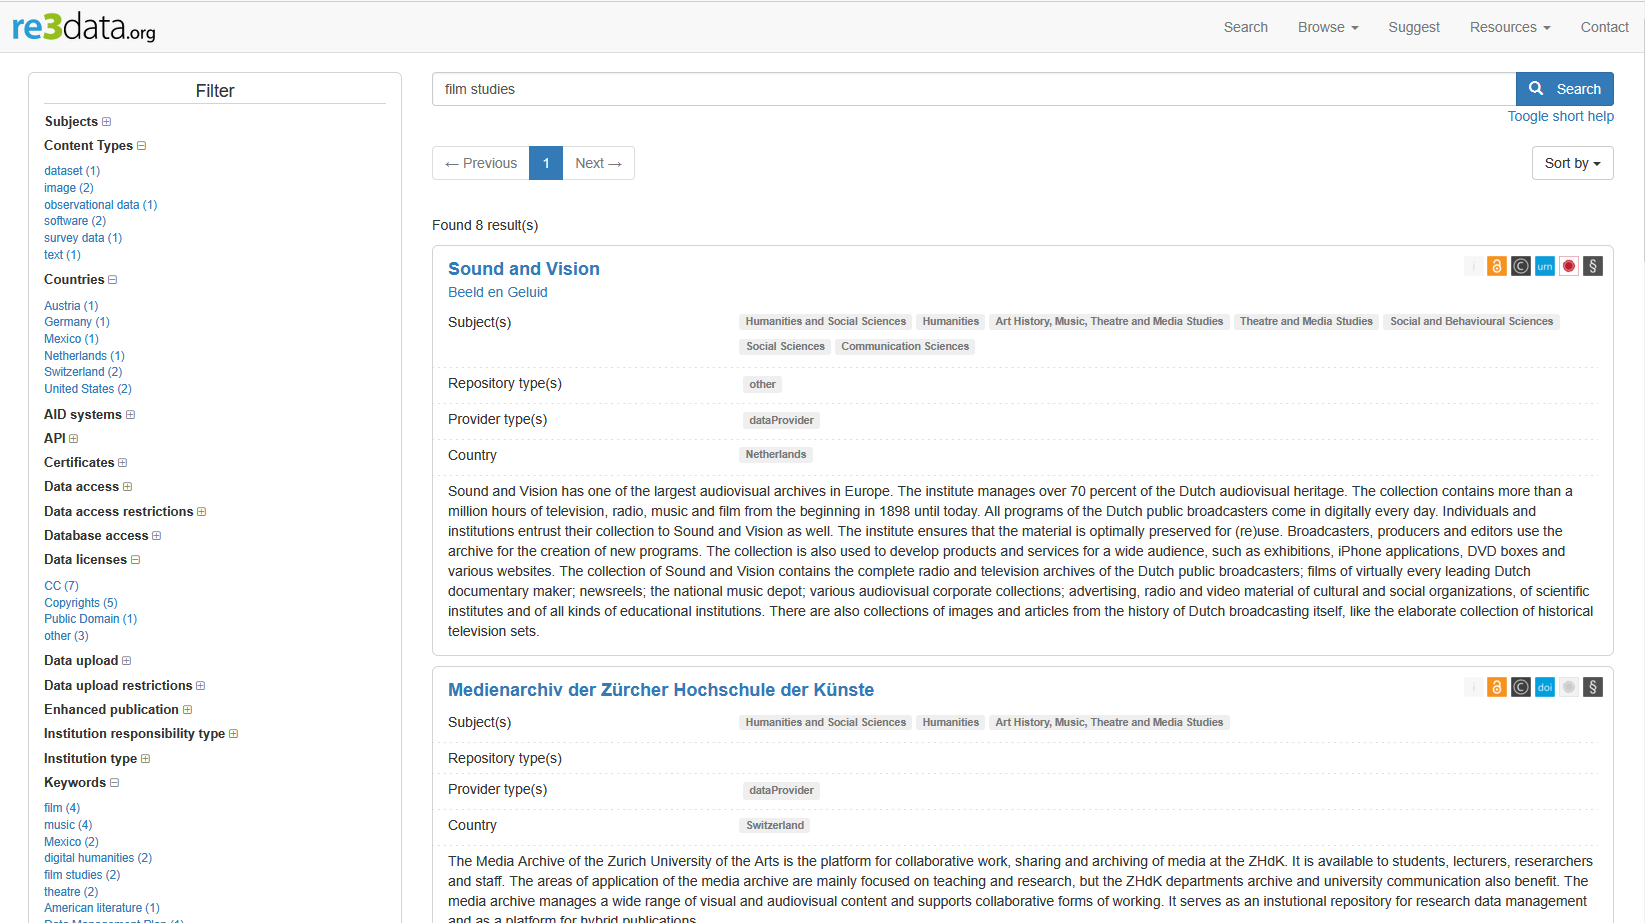 re3data.org
Search
Browse
Suggest
Resources
Contact
Filter
Subjects
Content Types
dataset (1)
image (2)
observational data (1)
software (2)
survey data (1)
text (1)
Countries
Austria (1)
Germany (1)
Mexico (1)
Netherlands (1)
Switzerland (2)
United States (2)
AID systems
API
Certificates
Data access
Data access restrictions
Database access
Data licenses
CC (7)
Copyrights (5)
Public Domain (1)
other (3)
Data upload
Data upload restrictions
Enhanced publication
Institution responsibility type
Institution type
Keywords
film (4)
music (4)
Mexico (2)
digital humanities (2)
film studies (2)
theatre (2)
American literature (1)
Data Management Plan (1)
film studies
Search
Toogle short help
← Previous
1
Next →
Sort by
Found 8 result(s)
Sound and Vision
urn
§
Beeld en Geluid
Subject(s)
Humanities and Social Sciences
Humanities
Art History, Music, Theatre and Media Studies
Theatre and Media Studies
Social and Behavioural Sciences
Social Sciences
Communication Sciences
Repository type(s)
other
Provider type(s)
dataProvider
Country
Netherlands
Sound and Vision has one of the largest audiovisual archives in Europe. The institute manages over 70 percent of the Dutch audiovisual heritage. The collection contains more than a
million hours of television, radio, music and film from the beginning in 1898 until today. All programs of the Dutch public broadcasters come in digitally every day. Individuals and
institutions entrust their collection to Sound and Vision as well. The institute ensures that the material is optimally preserved for (re)use. Broadcasters, producers and editors use the
archive for the creation of new programs. The collection is also used to develop products and services for a wide audience, such as exhibitions, iPhone applications, DVD boxes and
various websites. The collection of Sound and Vision contains the complete radio and television archives of the Dutch public broadcasters; films of virtually every leading Dutch
documentary maker; newsreels; the national music depot; various audiovisual corporate collections; advertising, radio and video material of cultural and social organizations, of scientific
institutes and of all kinds of educational institutions. There are also collections of images and articles from the history of Dutch broadcasting itself, like the elaborate collection of historical
television sets.
Medienarchiv der Zürcher Hochschule der Künste
doi
§
Subject(s)
Humanities and Social Sciences
Humanities
Art History, Music, Theatre and Media Studies
Repository type(s)
Provider type(s)
dataProvider
Country
Switzerland
The Media Archive of the Zurich University of the Arts is the platform for collaborative work, sharing and archiving of media at the ZHdK. It is available to students, lecturers, reserarchers
and staff. The areas of application of the media archive are mainly focused on teaching and research, but the ZHdK departments archive and university communication also benefit. The
media archive manages a wide range of visual and audiovisual content and supports collaborative forms of working. It serves as an instutional repository for research data management
and as a platform for hybrid publications.